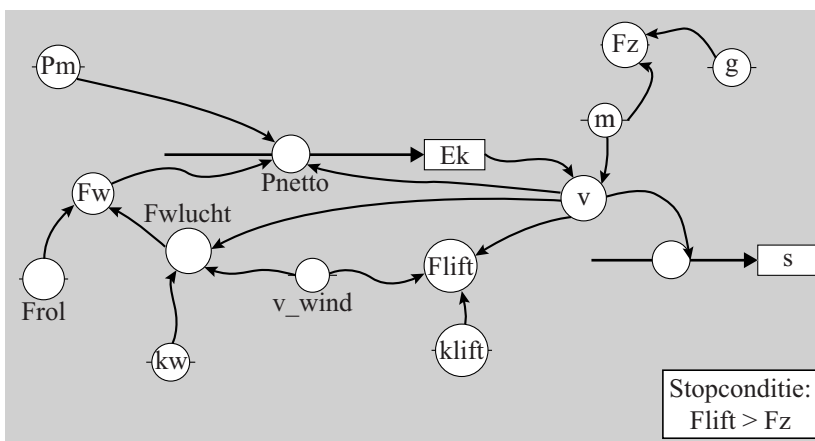 Pm
Fz
g
m
Ek
Pnetto
Fw
v
Fwlucht
Flift
s
Frol
v_wind
kw
klift
Stopconditie:
Flift > Fz